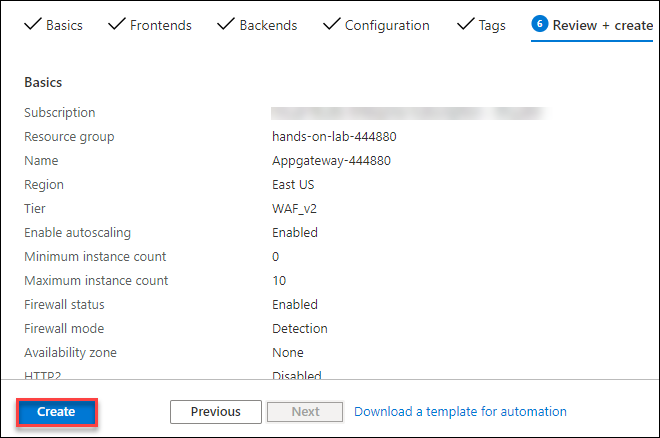 Basics Frontends Backends Configuration Tags 6 Review + create
Basics
Subscription
Resource group hands-on-lab-444880
Name Appgateway-444880
Region East US
Tier WAF_v2
Enable autoscaling Enabled
Minimum instance count 0
Maximum instance count 10
Firewall status Enabled
Firewall mode Detection
Availability zone None
HTTP2 Disabled
Create Previous Next Download a template for automation